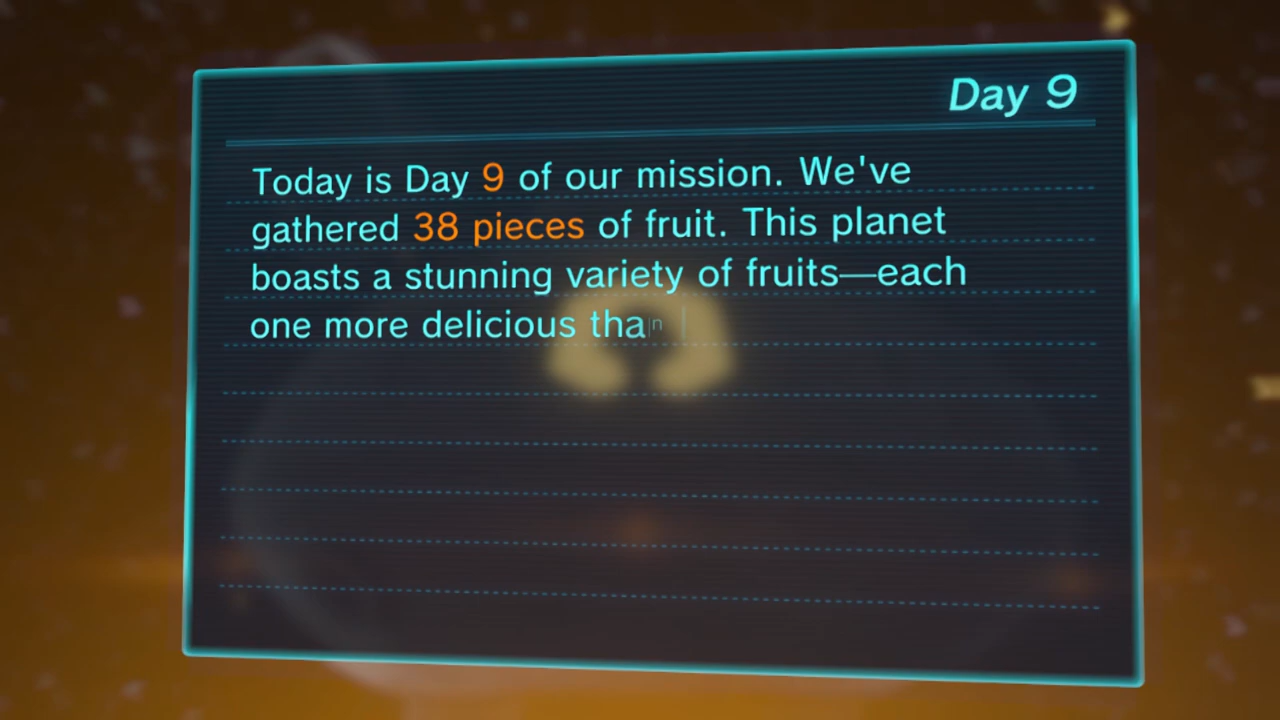 Day 9
Today is Day 9 of our mission. We've
gathered 38 pieces of fruit. This planet
boasts a stunning variety of fruits—each
one more delicious than